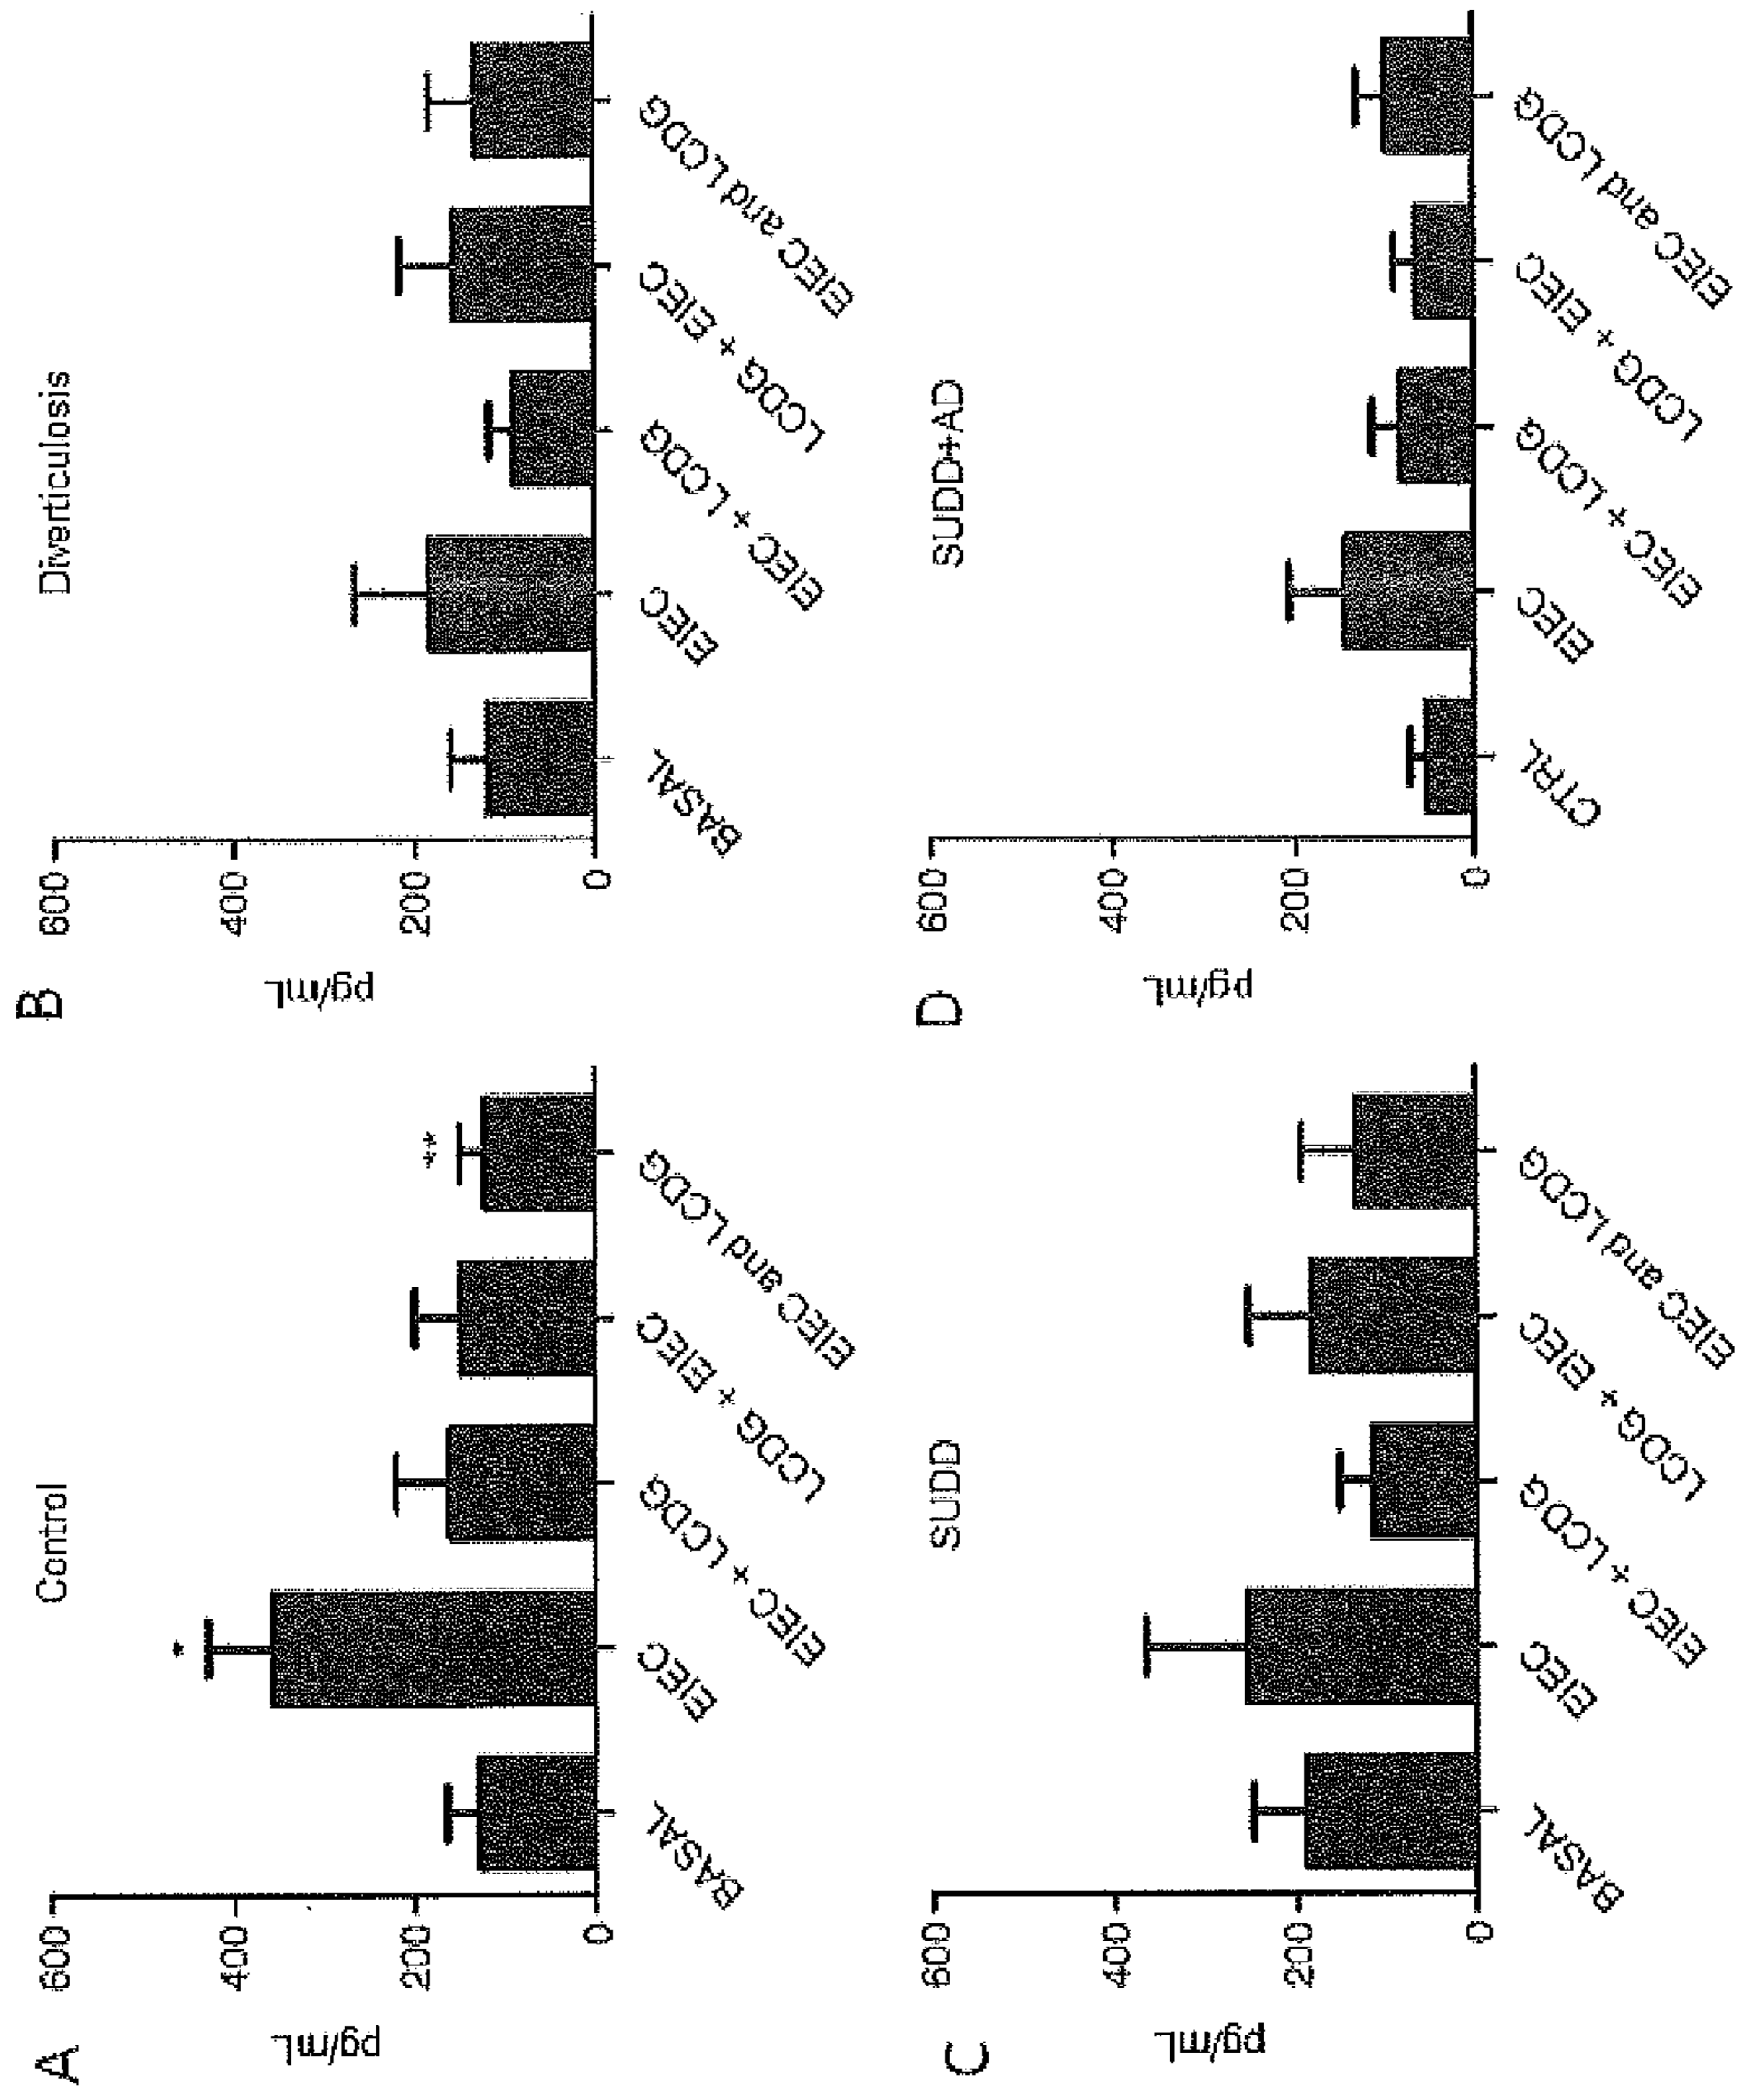 A
Control
pg/mL
600
400
200
0
*
**
BASAL
EIEC
EIEC + LCDG
LCDG + EIEC
EIEC and LCDG
B
Diverticulosis
pg/mL
600
400
200
0
BASAL
EIEC
EIEC + LCDG
LCDG + EIEC
EIEC and LCDG
C
SUDD
pg/mL
600
400
200
0
BASAL
EIEC
EIEC + LCDG
LCDG + EIEC
EIEC and LCDG
D
SUDD+AD
pg/mL
600
400
200
0
CTRL
EIEC
EIEC + LCDG
LCDG + EIEC
EIEC and LCDG